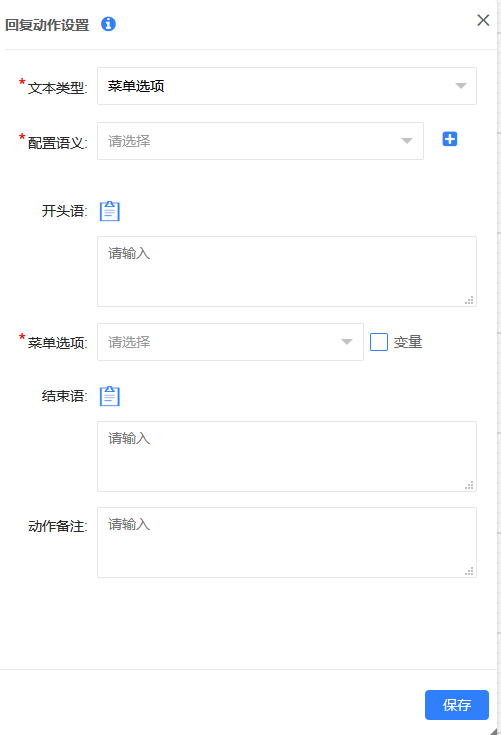 回复动作设置
*文本类型: 菜单选项
*配置语义: 请选择
开头语:
请输入
*菜单选项: 请选择 变量
结束语:
请输入
动作备注: 请输入
保存